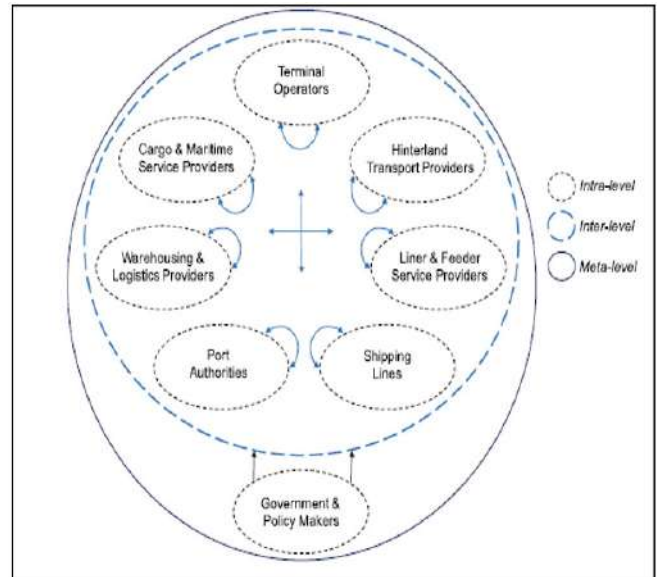 Terminal
Operators
Cargo & Maritime
Service Providers
Hinterland
Transport Providers
Warehousing &
Logistics Providers
Liner & Feeder
Service Providers
Port
Authorities
Shipping
Lines
Government &
Policy Makers
Intra-level
Inter-level
Meta-level